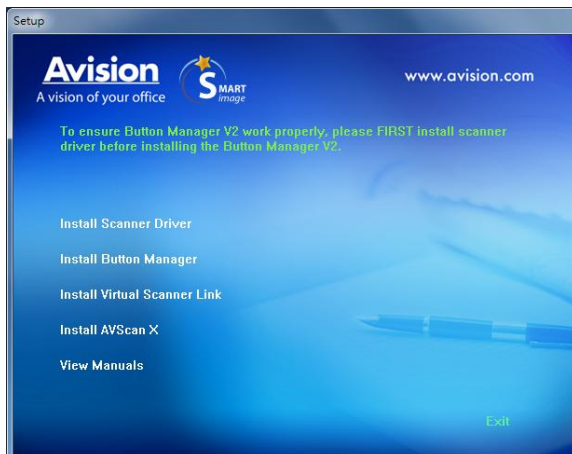 Setup
Avision
A vision of your office
SMART
image
www.avision.com
To ensure Button Manager V2 work properly, please FIRST install scanner
driver before installing the Button Manager V2.
Install Scanner Driver
Install Button Manager
Install Virtual Scanner Link
Install AVScan X
View Manuals
Exit